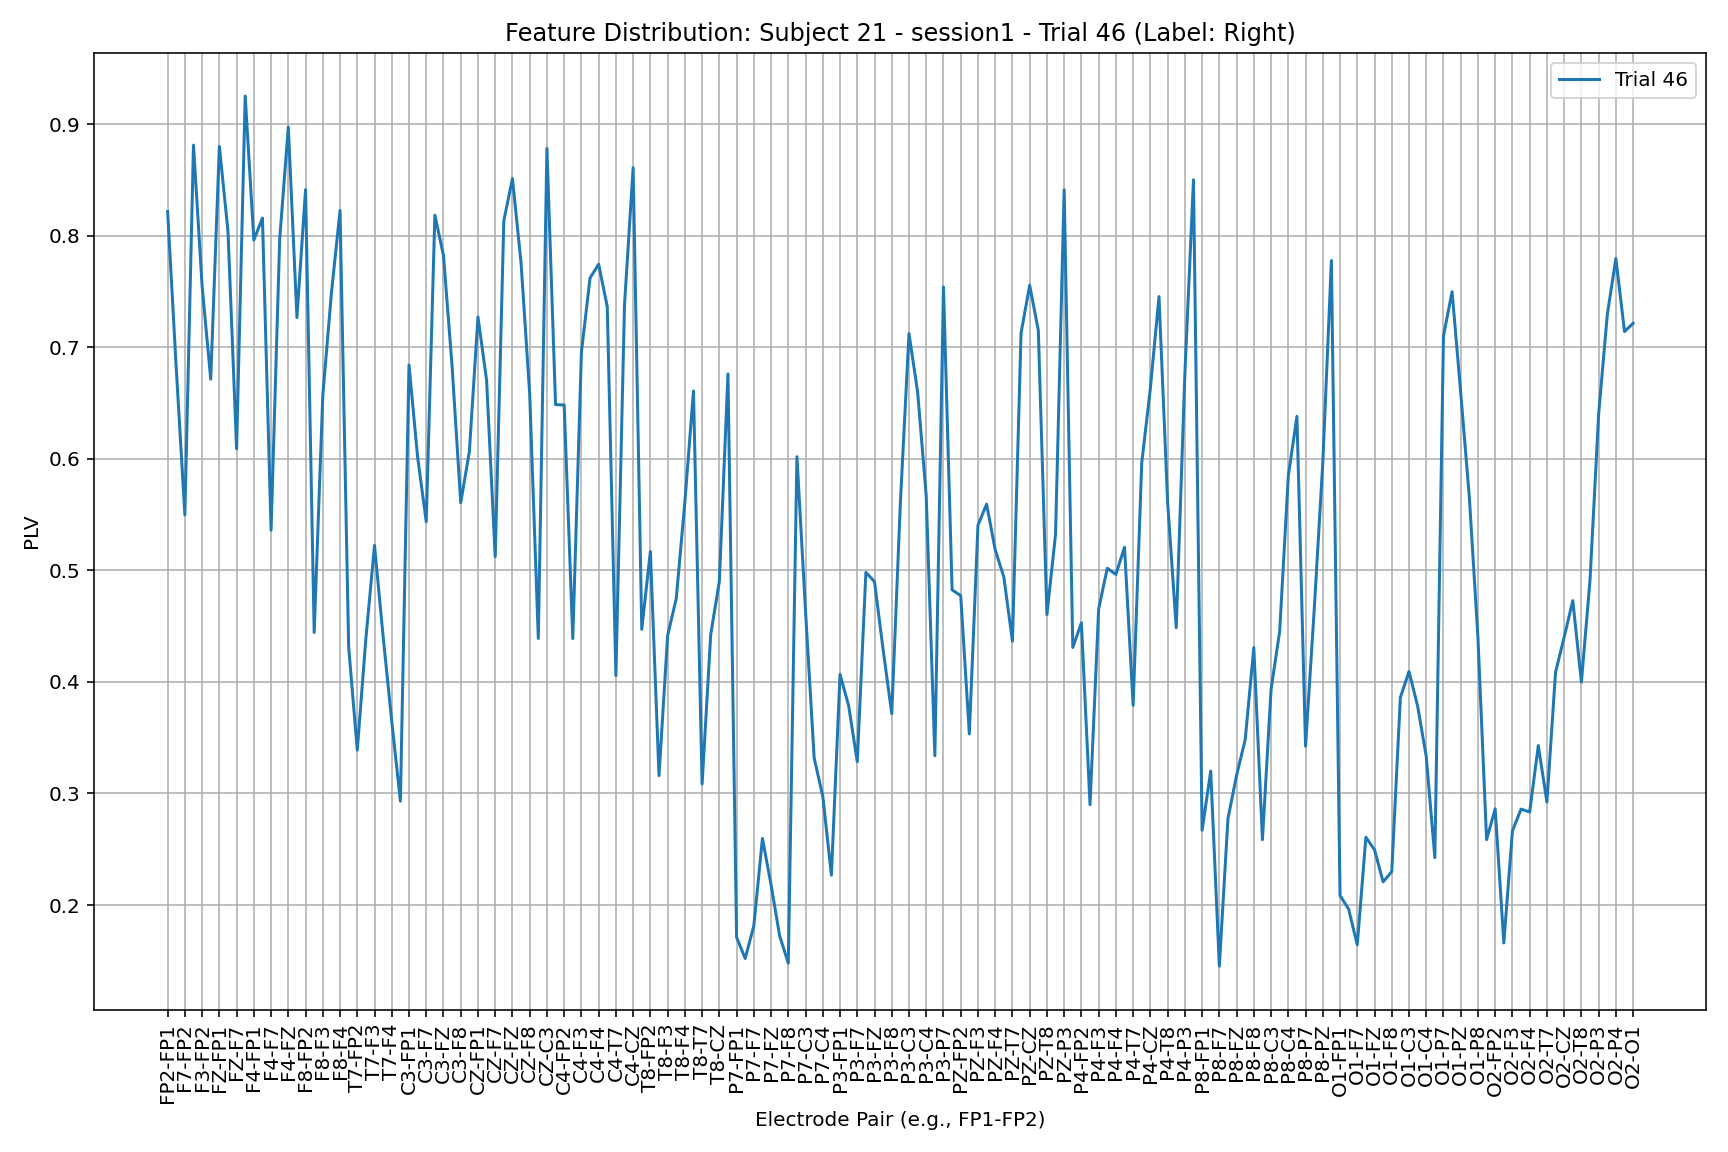 Feature Distribution: Subject 21 - session1 - Trial 46 (Label: Right)
Trial 46
PLV
0.9
0.8
0.7
0.6
0.5
0.4
0.3
0.2
FP2-FP1
F7-FP2
F3-FP2
FZ-FP1
FZ-F7
F4-FP1
F4-F7
F4-FZ
F8-FP2
F8-F3
F8-F4
T7-FP2
T7-F3
T7-F4
C3-FP1
C3-F7
C3-FZ
C3-F8
CZ-FP1
CZ-F7
CZ-FZ
CZ-F8
CZ-C3
C4-FP2
C4-F3
C4-F4
C4-T7
C4-CZ
T8-FP2
T8-F3
T8-F4
T8-T7
T8-CZ
P7-FP1
P7-F7
P7-FZ
P7-F8
P7-C3
P7-C4
P3-FP1
P3-F7
P3-FZ
P3-F8
P3-C3
P3-C4
P3-P7
PZ-FP2
PZ-F3
PZ-F4
PZ-T7
PZ-CZ
PZ-T8
PZ-P3
P4-FP2
P4-F3
P4-F4
P4-T7
P4-CZ
P4-T8
P4-P3
P8-FP1
P8-F7
P8-FZ
P8-F8
P8-C3
P8-C4
P8-P7
P8-PZ
O1-FP1
O1-F7
O1-FZ
O1-F8
O1-C3
O1-C4
O1-P7
O1-PZ
O1-P8
O2-FP2
O2-F3
O2-F4
O2-T7
O2-CZ
O2-T8
O2-P3
O2-P4
O2-O1
Electrode Pair (e.g., FP1-FP2)